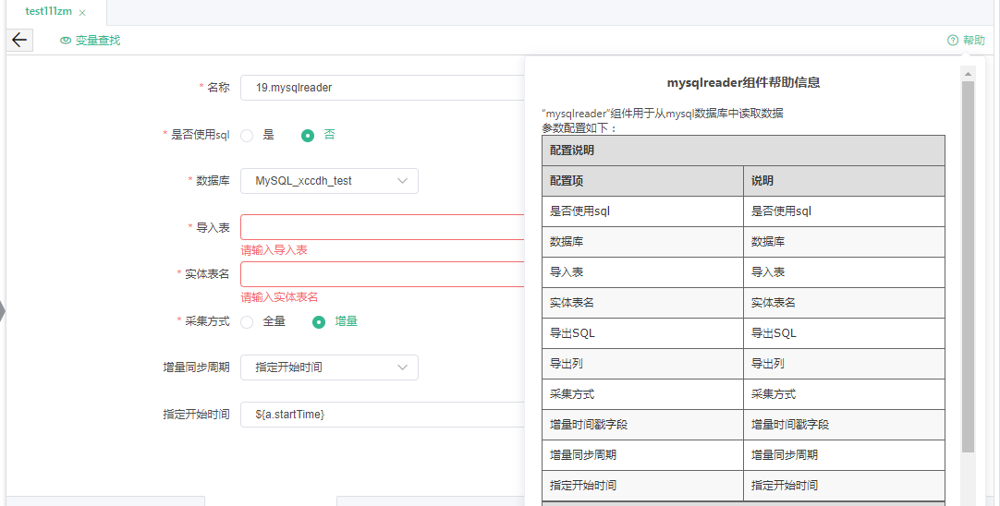 test111zm
变量查找
帮助
* 名称 19.mysqlreader
* 是否使用sql 是 否
* 数据库 MySQL_xccdh_test
* 导入表
请输入导入表
* 实体表名
请输入实体表名
* 采集方式 全量 增量
增量同步周期 指定开始时间
指定开始时间 ${a.startTime}
mysqlreader组件帮助信息
"mysqlreader"组件用于从mysql数据库中读取数据
参数配置如下：
配置说明
配置项 说明
是否使用sql 是否使用sql
数据库 数据库
导入表 导入表
实体表名 实体表名
导出SQL 导出SQL
导出列 导出列
采集方式 采集方式
增量时间戳字段 增量时间戳字段
增量同步周期 增量同步周期
指定开始时间 指定开始时间